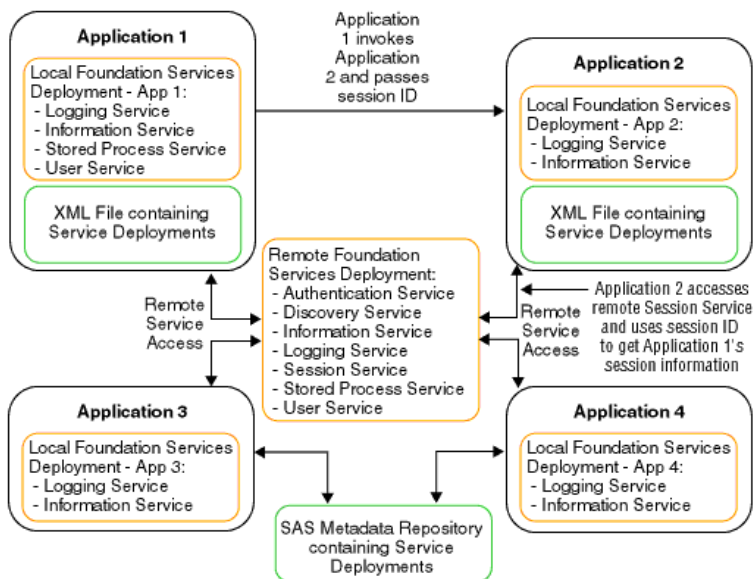 Application 1
Local Foundation Services
Deployment - App 1:
- Logging Service
- Information Service
- Stored Process Service
- User Service
XML File containing
Service Deployments
Application
1 invokes
Application
2 and passes
session ID
Application 2
Local Foundation Services
Deployment - App 2:
- Logging Service
- Information Service
XML File containing
Service Deployments
Remote
Service
Access
Remote Foundation
Services Deployment:
- Authentication Service
- Discovery Service
- Information Service
- Logging Service
- Session Service
- Stored Process Service
- User Service
Remote
Service
Access
Application 2 accesses
remote Session Service
and uses session ID
to get Application 1's
session information
Application 3
Local Foundation Services
Deployment - App 3:
- Logging Service
- Information Service
SAS Metadata Repository
containing Service
Deployments
Application 4
Local Foundation Services
Deployment - App 4:
- Logging Service
- Information Service